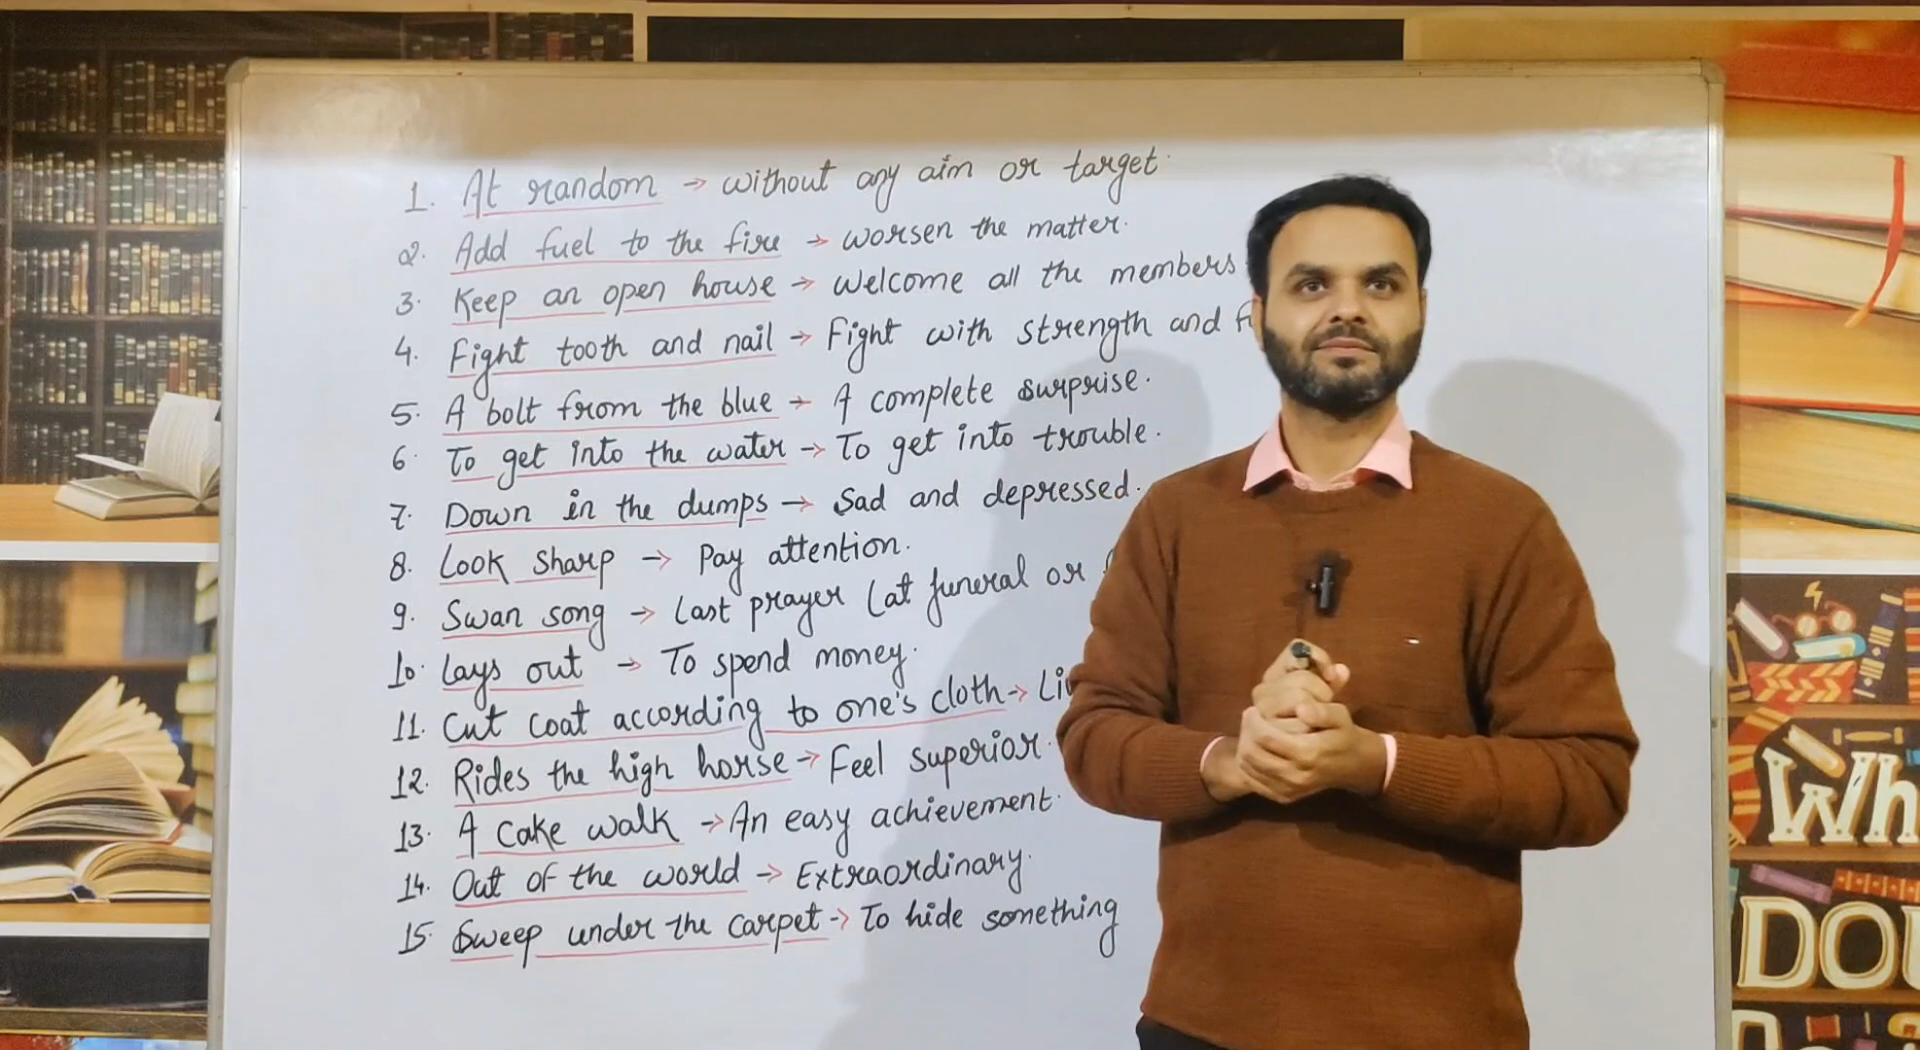 1. At random → without any aim or target.
2. Add fuel to the fire → worsen the matter.
3. Keep an open house → welcome all the members
4. Fight tooth and nail → Fight with strength and
5. A bolt from the blue → A complete surprise.
6. To get into the water → To get into trouble.
7. Down in the dumps → Sad and depressed.
8. Look sharp → Pay attention.
9. Swan song → Last prayer (at funeral or
10. Lays out → To spend money.
11. Cut coat according to one's cloth →
12. Rides the high horse → Feel superior.
13. A cake walk → An easy achievement.
14. Out of the world → Extraordinary.
15. Sweep under the carpet → To hide something
Wh
DOU